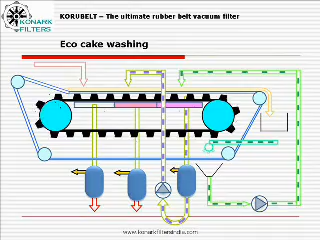 KORUBELT – The ultimate rubber belt vacuum filter
KONARK
FILTERS
Eco cake washing
www.konarkfiltersindia.com